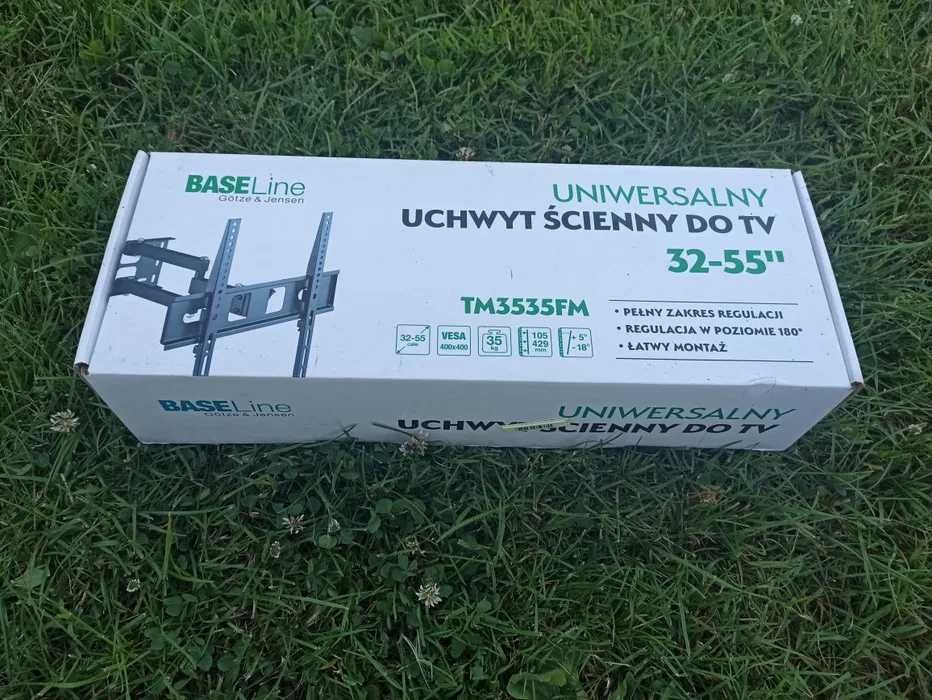 BASELine
Götze & Jensen
UNIWERSALNY
UCHWYT ŚCIENNY DO TV
32-55"
TM3535FM
32-55
cale
VESA
400x400
35
kg
105
429
mm
+ 5°
-18°
• PEŁNY ZAKRES REGULACJI
• REGULACJA W POZIOMIE 180°
• ŁATWY MONTAŻ
BASELine
Götze & Jensen
UNIWERSALNY
UCHWYT ŚCIENNY DO TV